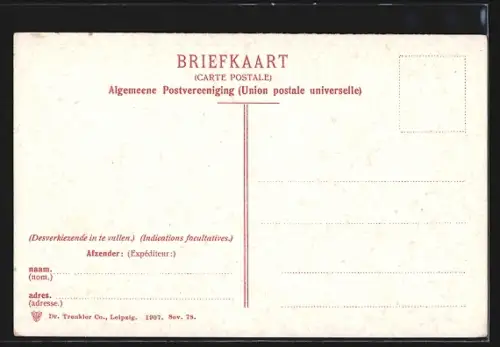 BRIEFKAART
(CARTE POSTALE)
Algemeene Postvereeniging (Union postale universelle)
(Desverkiezende in te vullen.) (Indications facultatives.)
Afzender: (Expéditeur:)
naam.
(nom.)
adres.
(adresse.)
Dr. Trenkler Co., Leipzig. 1907. Sev. 78.